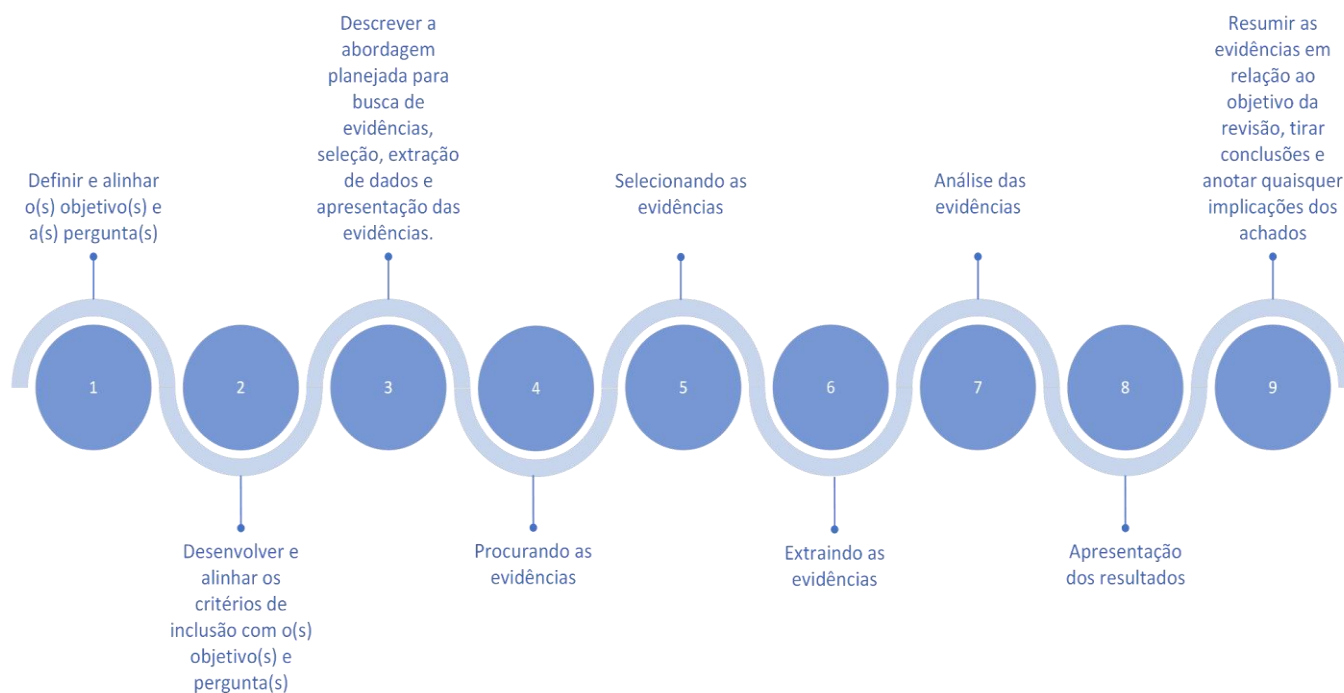 Definir e alinhar
o(s) objetivo(s) e
a(s) pergunta(s)
1
2
Desenvolver e
alinhar os
critérios de
inclusão com o(s)
objetivo(s) e
pergunta(s)
Descrever a
abordagem
planejada para
busca de
evidências,
seleção, extração
de dados e
apresentação das
evidências.
3
4
Procurando as
evidências
Selecionando as
evidências
5
6
Extraindo as
evidências
Análise das
evidências
7
8
Apresentação
dos resultados
Resumir as
evidências em
relação ao
objetivo da
revisão, tirar
conclusões e
anotar quaisquer
implicações dos
achados
9